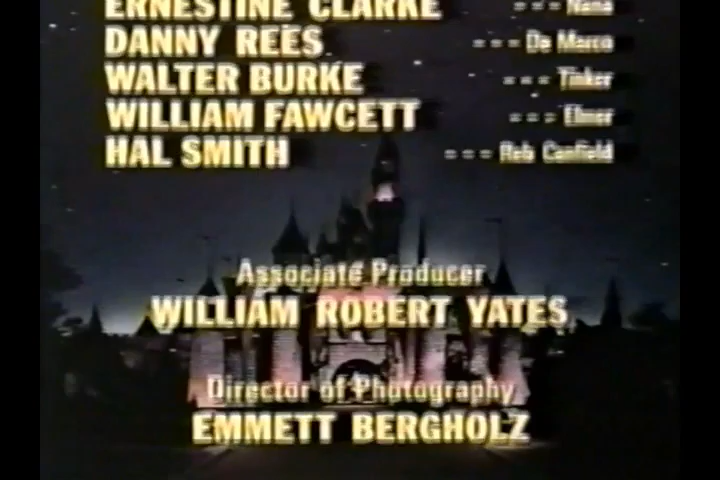 ERNESTINE CLARKE --- Nana
DANNY REES --- De Marco
WALTER BURKE --- Tinker
WILLIAM FAWCETT --- Elmer
HAL SMITH --- Reb Canfield
Associate Producer
WILLIAM ROBERT YATES
Director of Photography
EMMETT BERGHOLZ